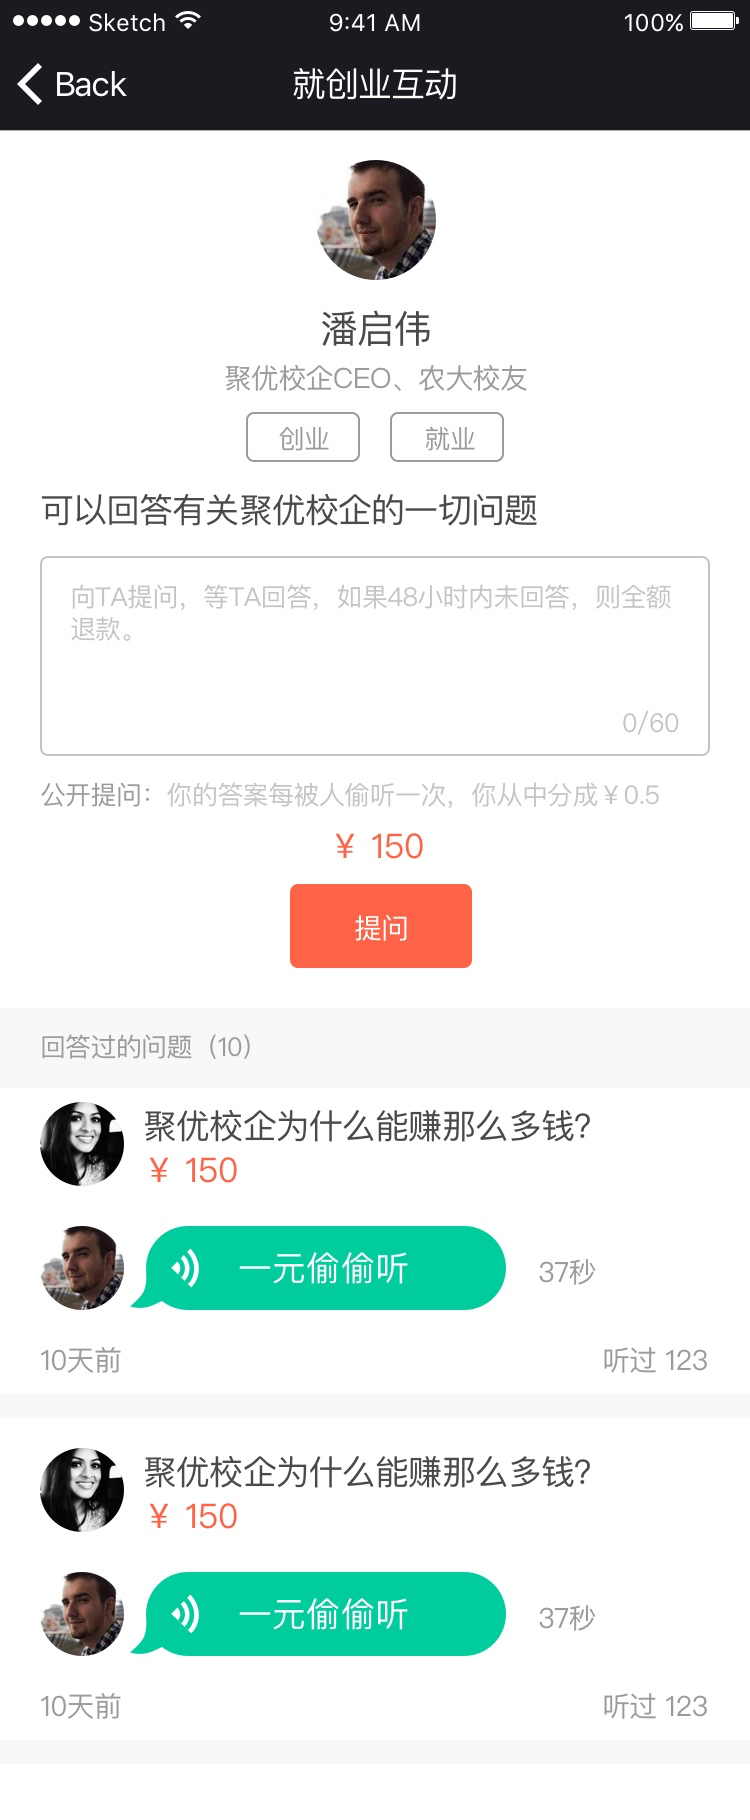 Sketch 9:41 AM 100%
Back 就创业互动
潘启伟
聚优校企CEO、农大校友
创业 就业
可以回答有关聚优校企的一切问题
向TA提问，等TA回答，如果48小时内未回答，则全额
退款。
0/60
公开提问：你的答案每被人偷听一次，你从中分成￥0.5
￥ 150
提问
回答过的问题（10）
聚优校企为什么能赚那么多钱?
￥ 150
一元偷偷听 37秒
10天前 听过 123
聚优校企为什么能赚那么多钱?
￥ 150
一元偷偷听 37秒
10天前 听过 123